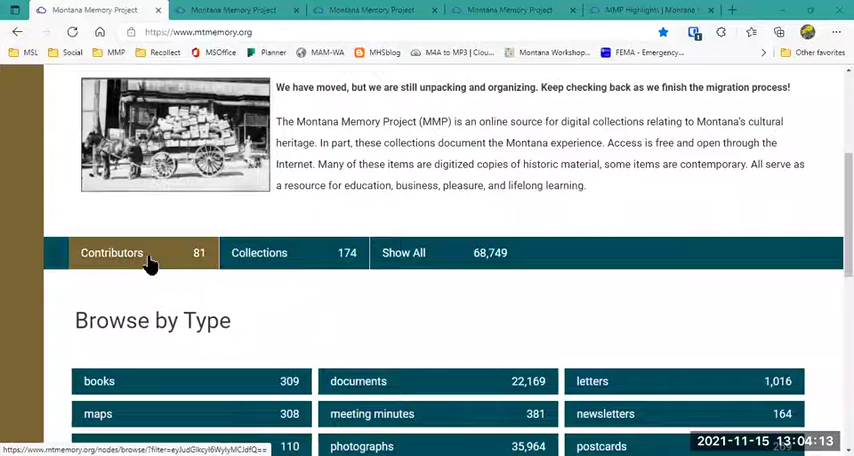 Montana Memory Project
Montana Memory Project
Montana Memory Project
Montana Memory Project
MMP Highlights | Montana
https://www.mtmemory.org
MSL
Social
MMP
Recollect
MSOffice
Planner
MAM-WA
MHSblog
M4A to MP3 | Clou...
Montana Workshop...
FEMA - Emergency...
Other favorites
We have moved, but we are still unpacking and organizing. Keep checking back as we finish the migration process!
The Montana Memory Project (MMP) is an online source for digital collections relating to Montana's cultural
heritage. In part, these collections document the Montana experience. Access is free and open through the
Internet. Many of these items are digitized copies of historic material, some items are contemporary. All serve as
a resource for education, business, pleasure, and lifelong learning.
Contributors 81 Collections 174 Show All 68,749
Browse by Type
books 309 documents 22,169 letters 1,016
maps 308 meeting minutes 381 newsletters 164
110 photographs 35,964 postcards
2021-11-15 13:04:13